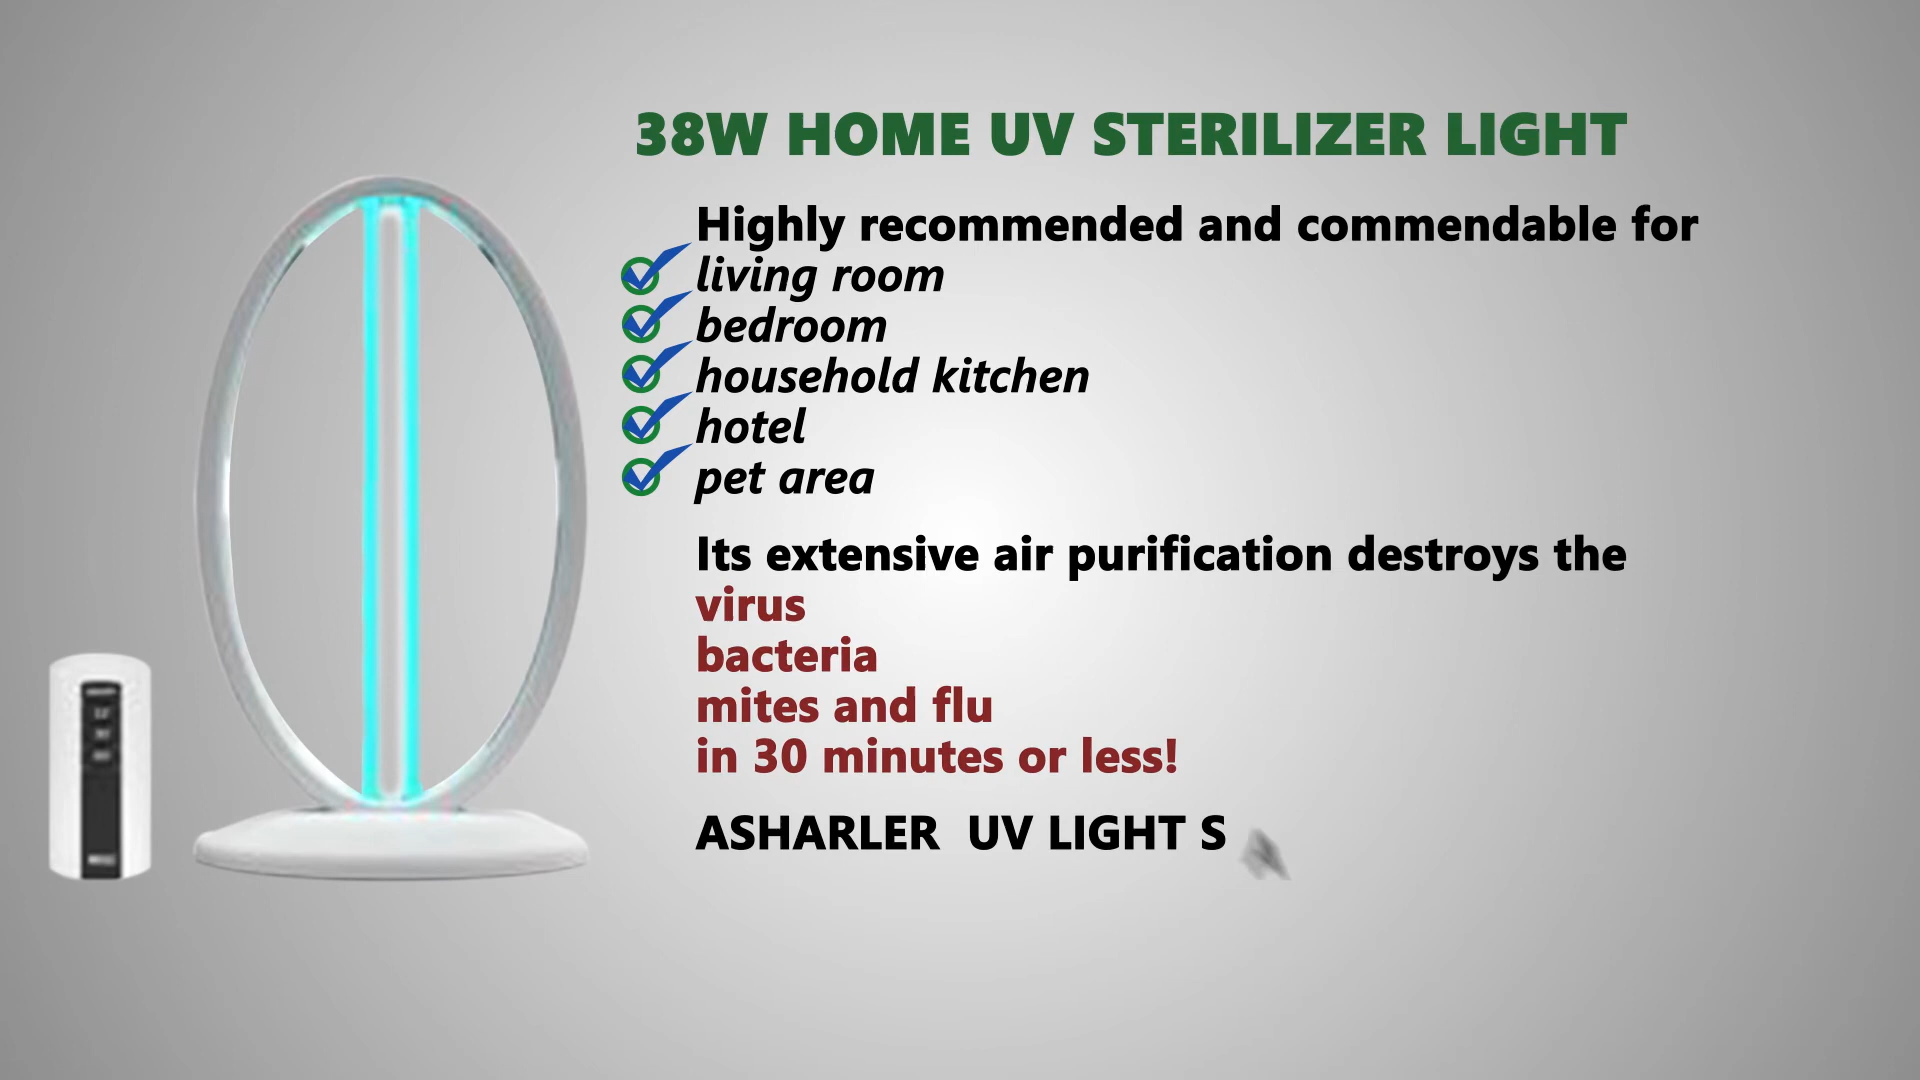 38W HOME UV STERILIZER LIGHT
Highly recommended and commendable for
living room
bedroom
household kitchen
hotel
pet area
Its extensive air purification destroys the
virus
bacteria
mites and flu
in 30 minutes or less!
ASHARLER UV LIGHT S